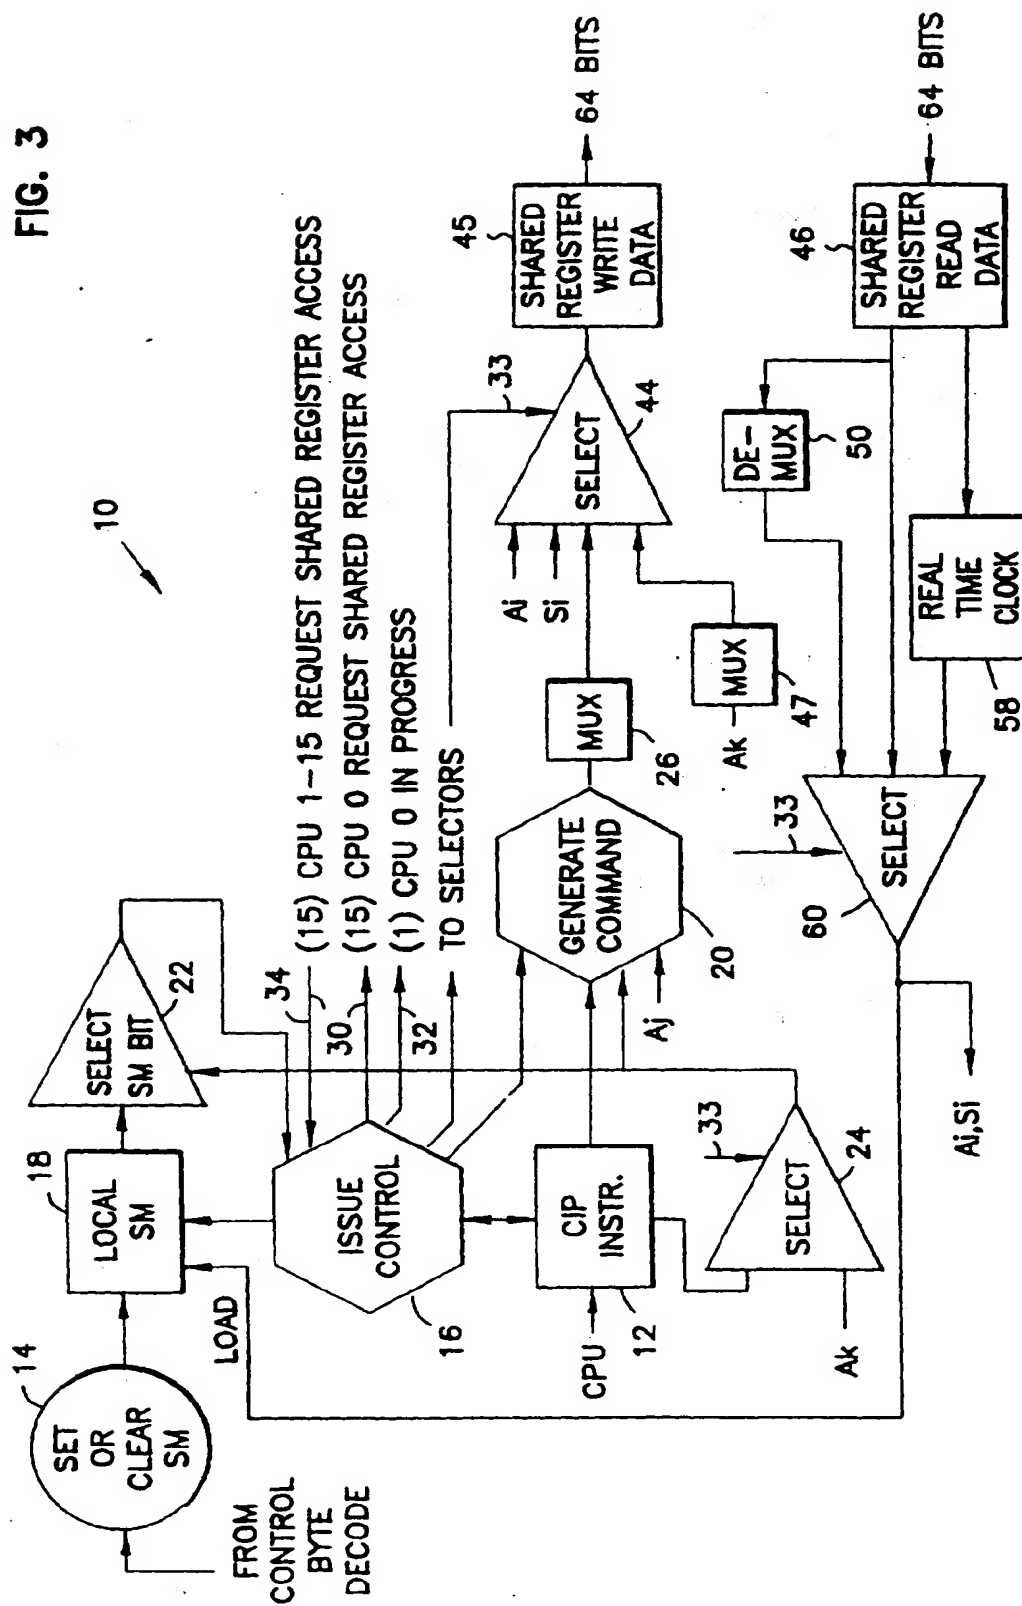 FIG. 3
10
FROM
CONTROL
BYTE
DECODE
SET
OR
CLEAR
SM
14
LOAD
LOCAL
SM
18
SELECT
SM BIT
22
ISSUE
CONTROL
16
34
(15) CPU 1-15 REQUEST SHARED REGISTER ACCESS
30
(15) CPU 0 REQUEST SHARED REGISTER ACCESS
32
(1) CPU 0 IN PROGRESS
TO SELECTORS
33
CPU
CIP
INSTR.
12
Aj
GENERATE
COMMAND
20
MUX
26
Ai
Si
SELECT
44
SHARED
REGISTER
WRITE
DATA
45
64 BITS
Ak
MUX
47
Ak
SELECT
33
24
Ai,Si
SELECT
60
33
DE-
MUX
50
REAL
TIME
CLOCK
58
SHARED
REGISTER
READ
DATA
46
64 BITS